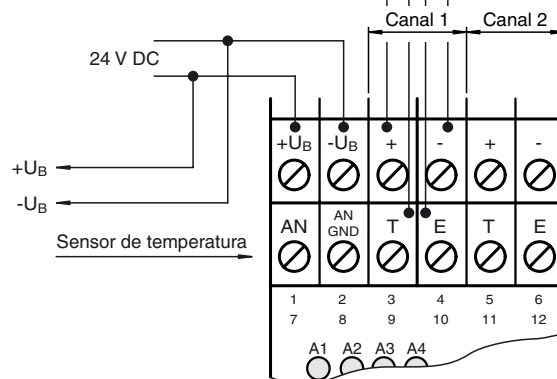 Canal 1 Canal 2
24 V DC
+UB -UB + - + -
+UB
-UB
AN AN GND T E T E
Sensor de temperatura
1 2 3 4 5 6
7 8 9 10 11 12
A1 A2 A3 A4